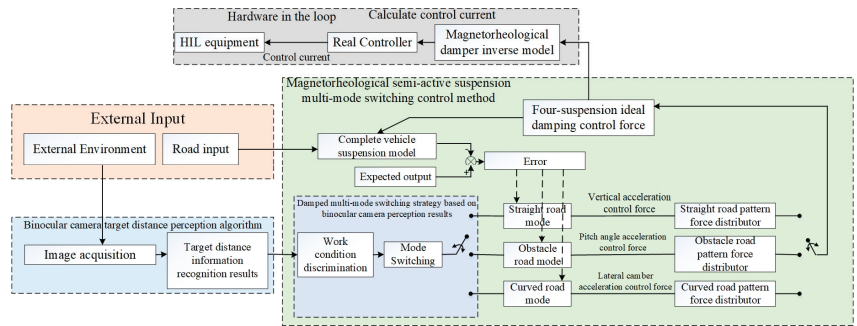 Hardware in the loop
Calculate control current
HIL equipment
Real Controller
Magnetorheological
damper inverse model
Control current
Magnetorheological semi-active suspension
multi-mode switching control method
Four-suspension ideal
damping control force
External Input
External Environment
Road input
Complete vehicle
suspension model
-
+
Expected output
Error
Binocular camera target distance perception algorithm
Image acquisition
Target distance
information
recognition results
Damped multi-mode switching strategy based on
binocular camera perception results
Work
condition
discrimination
Mode
Switching
Straight road
mode
Vertical acceleration
control force
Straight road pattern
force distributor
Obstacle
road model
Pitch angle acceleration
control force
Obstacle road
pattern force
distributor
Curved road
mode
Lateral camber
acceleration control force
Curved road pattern
force distributor